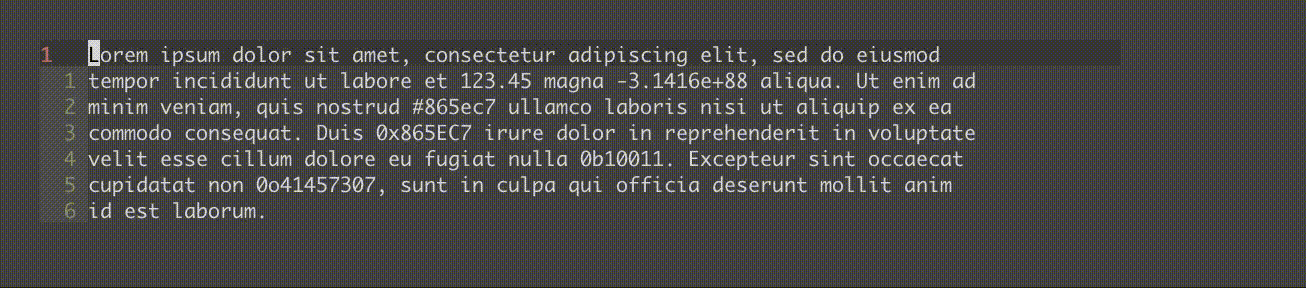 1 Lorem ipsum dolor sit amet, consectetur adipiscing elit, sed do eiusmod
1 tempor incididunt ut labore et 123.45 magna -3.1416e+88 aliqua. Ut enim ad
2 minim veniam, quis nostrud #865ec7 ullamco laboris nisi ut aliquip ex ea
3 commodo consequat. Duis 0x865EC7 irure dolor in reprehenderit in voluptate
4 velit esse cillum dolore eu fugiat nulla 0b10011. Excepteur sint occaecat
5 cupidatat non 0o41457307, sunt in culpa qui officia deserunt mollit anim
6 id est laborum.